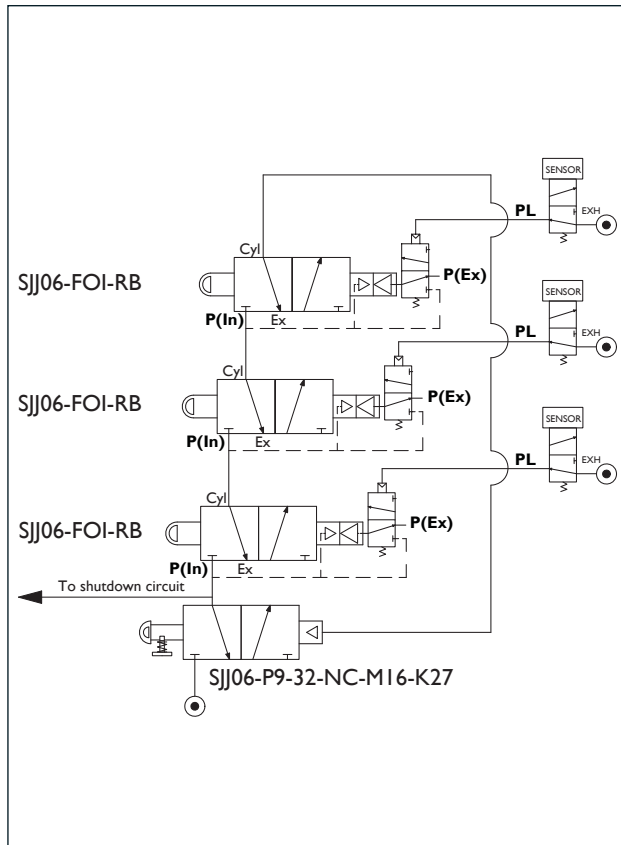 SENSOR
PL
EXH
Cyl
SJJ06-FOI-RB
P(Ex)
P(In)
Ex
SENSOR
PL
EXH
Cyl
SJJ06-FOI-RB
P(Ex)
P(In)
Ex
SENSOR
PL
EXH
Cyl
SJJ06-FOI-RB
P(Ex)
P(In)
Ex
To shutdown circuit
SJJ06-P9-32-NC-M16-K27